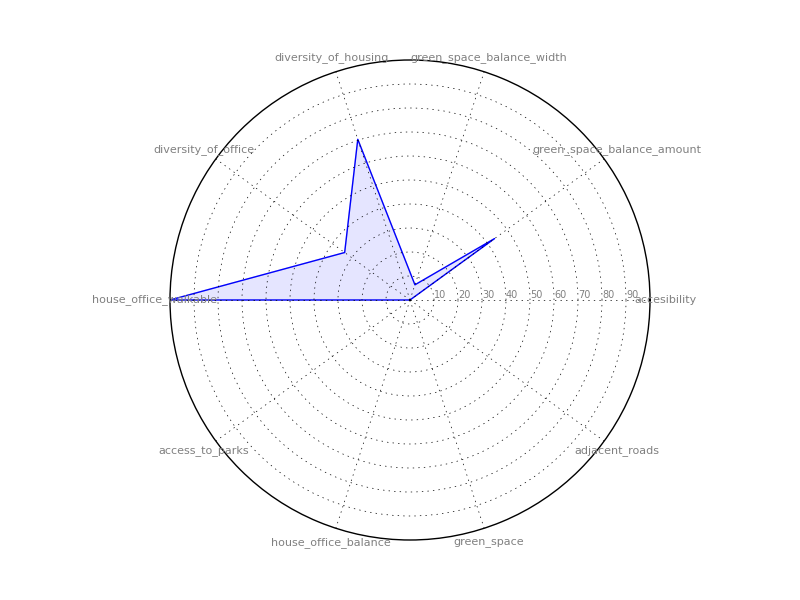 diversity_of_housing
green_space_balance_width
diversity_of_office
green_space_balance_amount
10 20 30 40 50 60 70 80 90
house_office_walkable
accesibility
access_to_parks
adjacent_roads
house_office_balance
green_space